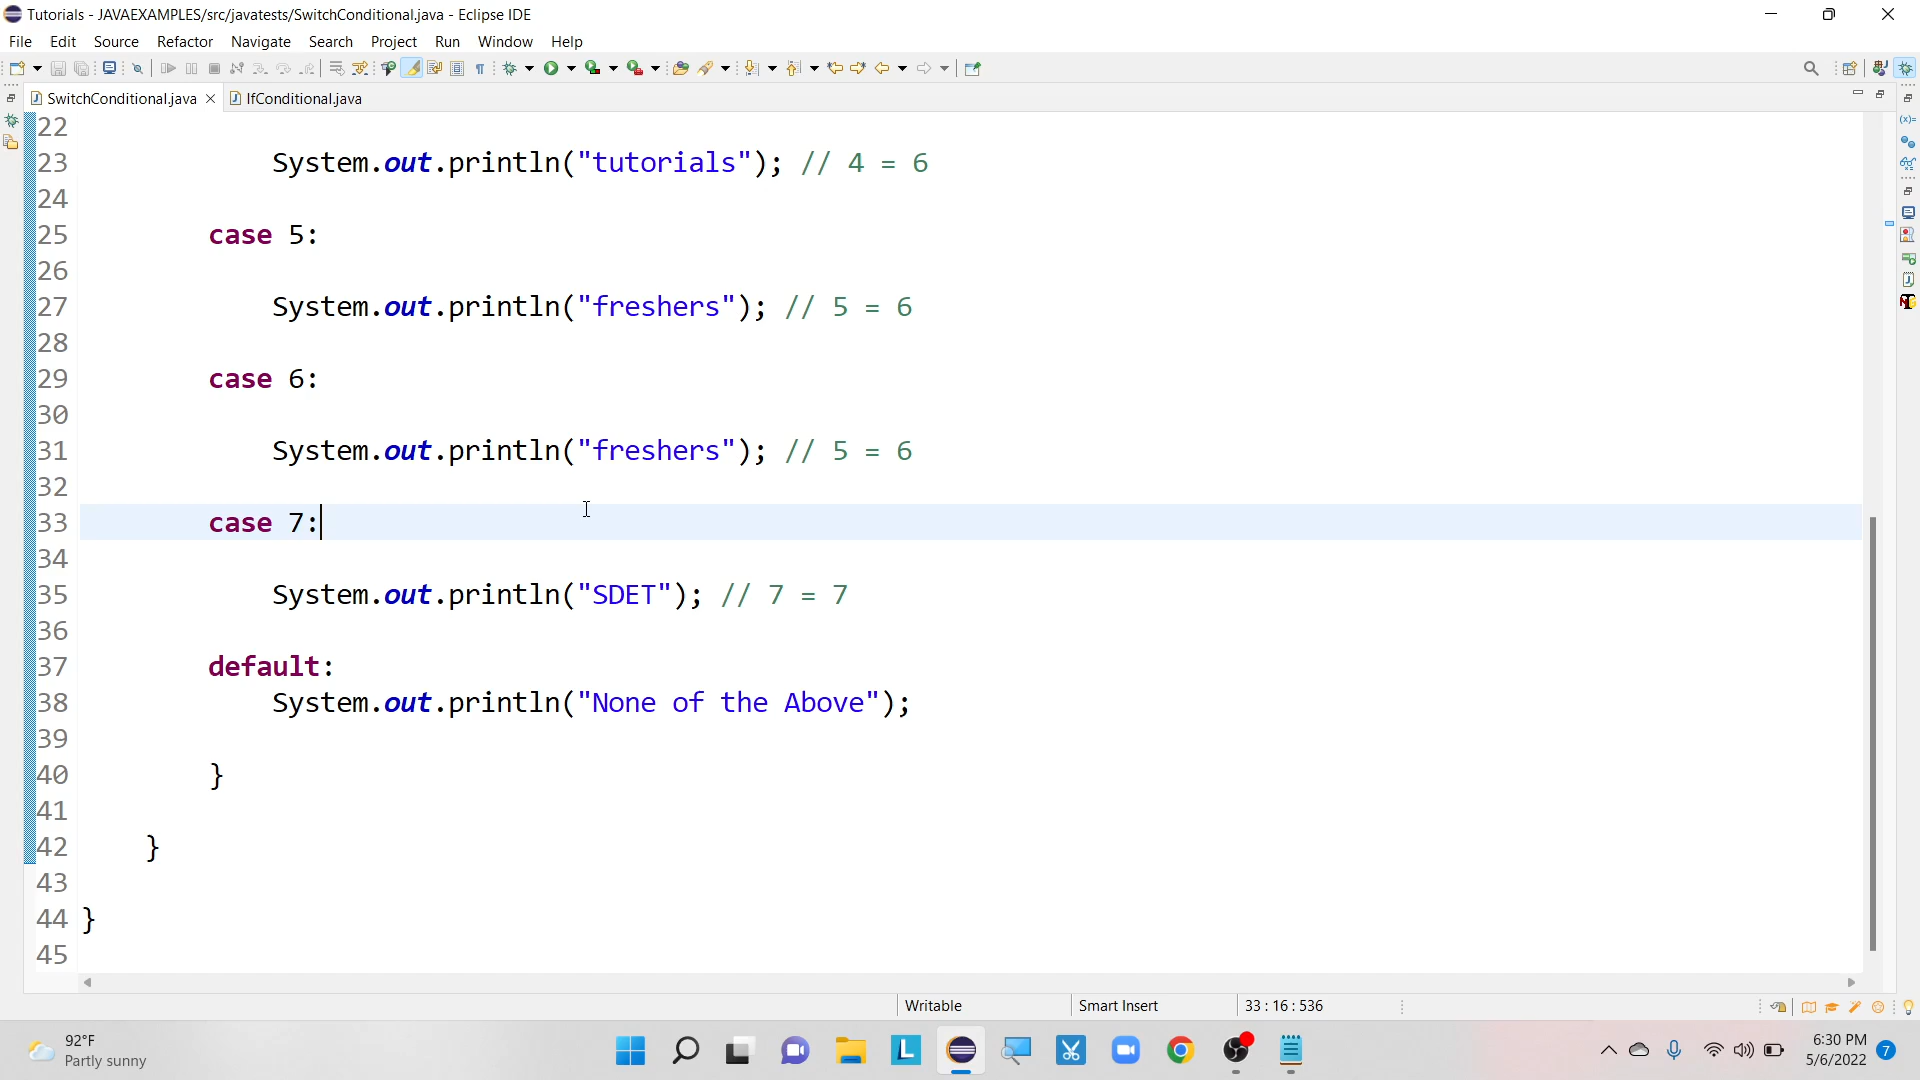 Tutorials - JAVAEXAMPLES/src/javatests/SwitchConditional.java - Eclipse IDE
File Edit Source Refactor Navigate Search Project Run Window Help
SwitchConditional.java IfConditional.java
22
23 System.out.println("tutorials"); // 4 = 6
24
25 case 5:
26
27 System.out.println("freshers"); // 5 = 6
28
29 case 6:
30
31 System.out.println("freshers"); // 5 = 6
32
33 case 7:
34
35 System.out.println("SDET"); // 7 = 7
36
37 default:
38 System.out.println("None of the Above");
39
40 }
41
42 }
43
44 }
45
Writable Smart Insert 33 : 16 : 536
92°F
Partly sunny
6:30 PM
5/6/2022 7